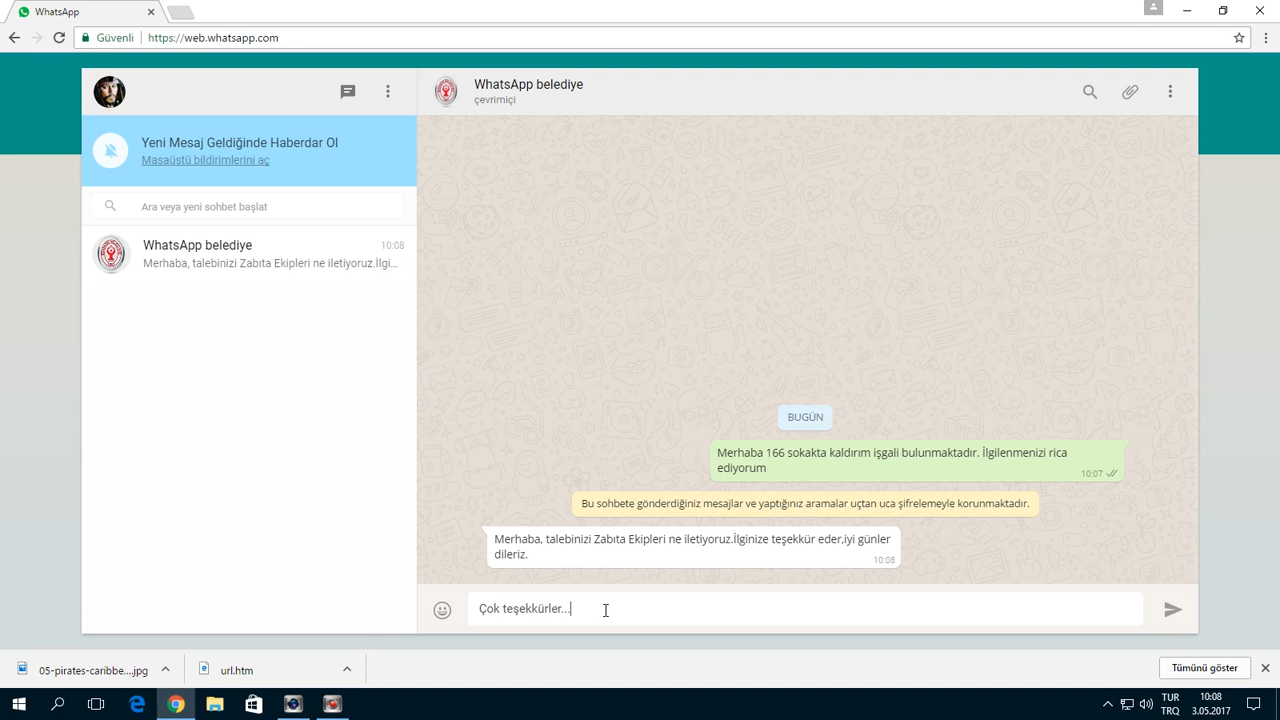 WhatsApp
Güvenli
https://web.whatsapp.com
WhatsApp belediye
çevrimiçi
Yeni Mesaj Geldiğinde Haberdar Ol
Masaüstü bildirimlerini aç
Ara veya yeni sohbet başlat
WhatsApp belediye 10:08
Merhaba, talebinizi Zabıta Ekipleri ne iletiyoruz.İlgi...
BUGÜN
Merhaba 166 sokakta kaldırım işgali bulunmaktadır. İlgilenmenizi rica
ediyorum
10:07
Bu sohbete gönderdiğiniz mesajlar ve yaptığınız aramalar uçtan uca şifrelemeyle korunmaktadır.
Merhaba, talebinizi Zabıta Ekipleri ne iletiyoruz.İlginize teşekkür eder,iyi günler
dileriz.
10:08
Çok teşekkürler...
05-pirates-caribbe....jpg
url.htm
Tümünü göster
TUR 10:08
TRQ 3.05.2017